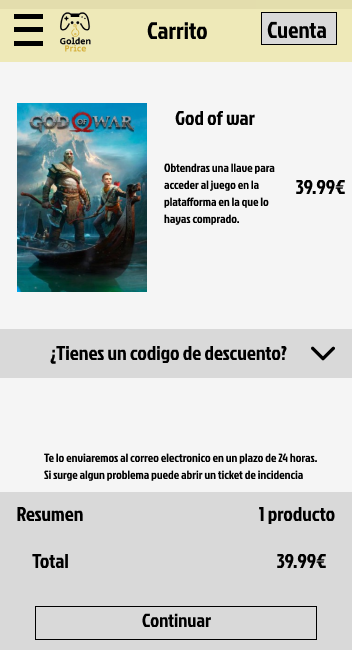 Golden
Price
Carrito
Cuenta
GOD OF WAR
God of war
Obtendras una llave para
acceder al juego en la
platafforma en la que lo
hayas comprado.
39.99€
¿Tienes un codigo de descuento?
Te lo enviaremos al correo electronico en un plazo de 24 horas.
Si surge algun problema puede abrir un ticket de incidencia
Resumen 1 producto
Total 39.99€
Continuar